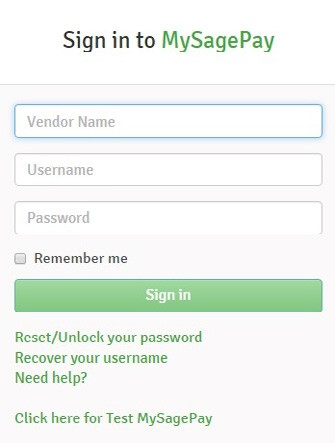 Sign in to MySagePay
Vendor Name
Username
Password
Remember me
Sign in
Reset/Unlock your password
Recover your username
Need help?
Click here for Test MySagePay